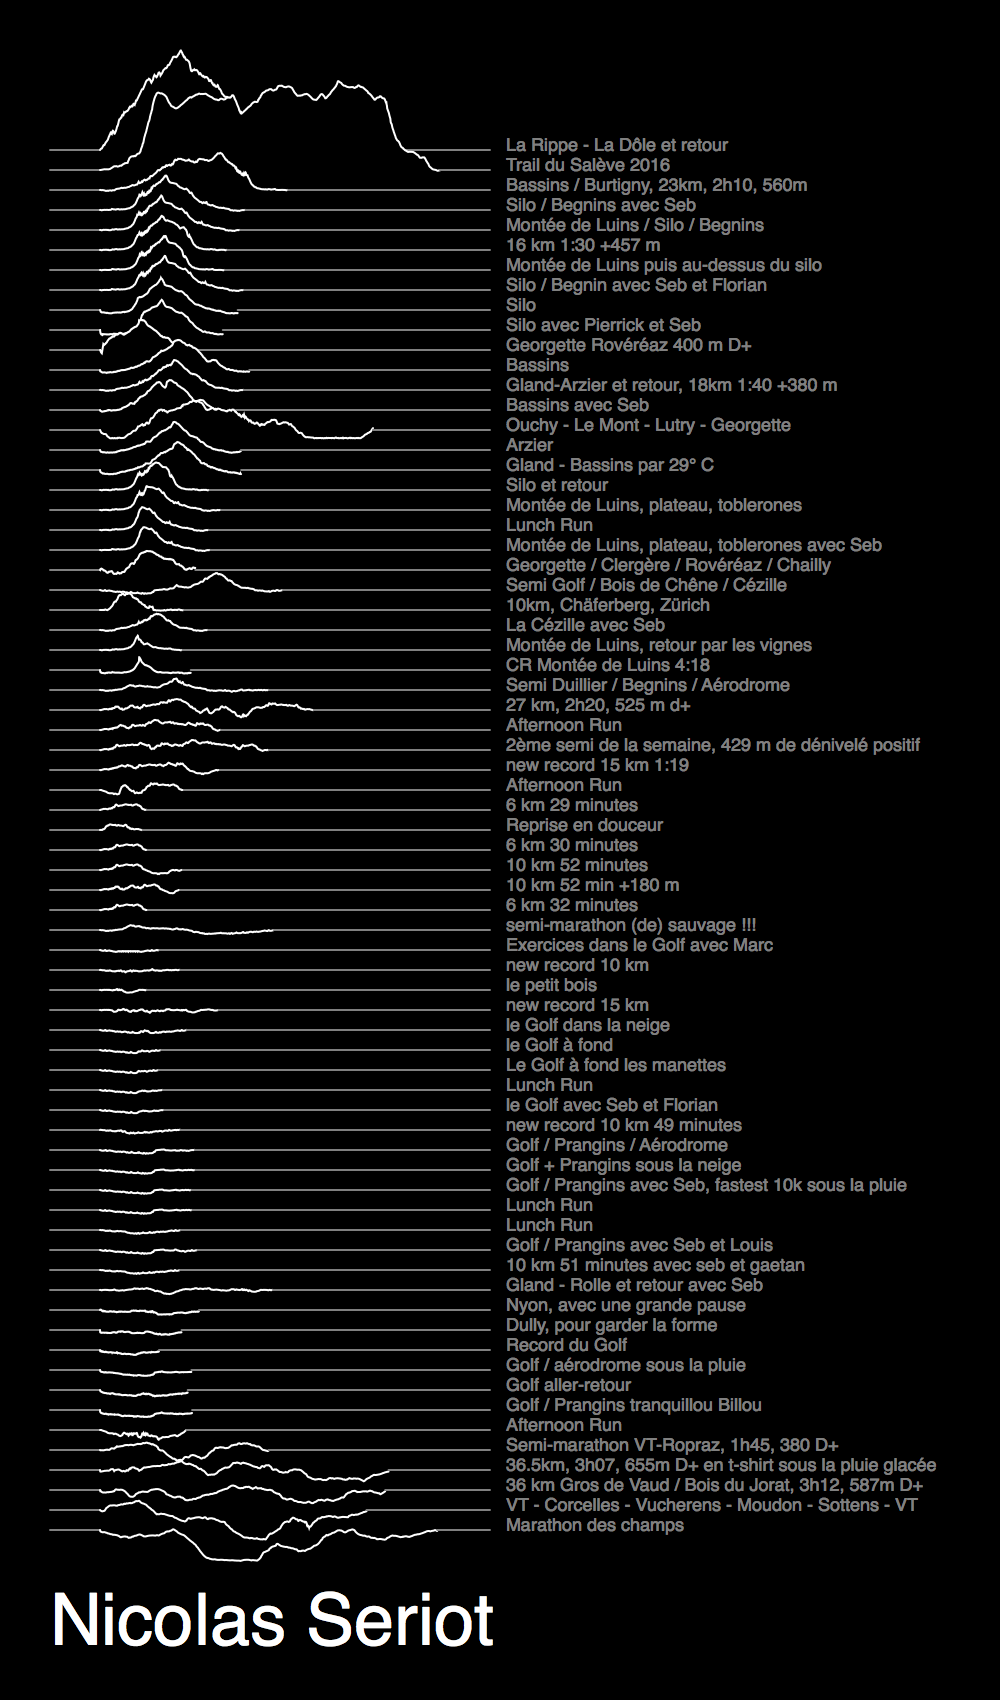 La Rippe - La Dôle et retour
Trail du Salève 2016
Bassins / Burtigny, 23km, 2h10, 560m
Silo / Begnins avec Seb
Montée de Luins / Silo / Begnins
16 km 1:30 +457 m
Montée de Luins puis au-dessus du silo
Silo / Begnin avec Seb et Florian
Silo
Silo avec Pierrick et Seb
Georgette Rovéréaz 400 m D+
Bassins
Gland-Arzier et retour, 18km 1:40 +380 m
Bassins avec Seb
Ouchy - Le Mont - Lutry - Georgette
Arzier
Gland - Bassins par 29° C
Silo et retour
Montée de Luins, plateau, toblerones
Lunch Run
Montée de Luins, plateau, toblerones avec Seb
Georgette / Clergère / Rovéréaz / Chailly
Semi Golf / Bois de Chêne / Cézille
10km, Chäferberg, Zürich
La Cézille avec Seb
Montée de Luins, retour par les vignes
CR Montée de Luins 4:18
Semi Duillier / Begnins / Aérodrome
27 km, 2h20, 525 m d+
Afternoon Run
2ème semi de la semaine, 429 m de dénivelé positif
new record 15 km 1:19
Afternoon Run
6 km 29 minutes
Reprise en douceur
6 km 30 minutes
10 km 52 minutes
10 km 52 min +180 m
6 km 32 minutes
semi-marathon (de) sauvage !!!
Exercices dans le Golf avec Marc
new record 10 km
le petit bois
new record 15 km
le Golf dans la neige
le Golf à fond
Le Golf à fond les manettes
Lunch Run
le Golf avec Seb et Florian
new record 10 km 49 minutes
Golf / Prangins / Aérodrome
Golf + Prangins sous la neige
Golf / Prangins avec Seb, fastest 10k sous la pluie
Lunch Run
Lunch Run
Golf / Prangins avec Seb et Louis
10 km 51 minutes avec seb et gaetan
Gland - Rolle et retour avec Seb
Nyon, avec une grande pause
Dully, pour garder la forme
Record du Golf
Golf / aérodrome sous la pluie
Golf aller-retour
Golf / Prangins tranquillou Billou
Afternoon Run
Semi-marathon VT-Ropraz, 1h45, 380 D+
36.5km, 3h07, 655m D+ en t-shirt sous la pluie glacée
36 km Gros de Vaud / Bois du Jorat, 3h12, 587m D+
VT - Corcelles - Vucherens - Moudon - Sottens - VT
Marathon des champs
Nicolas Seriot